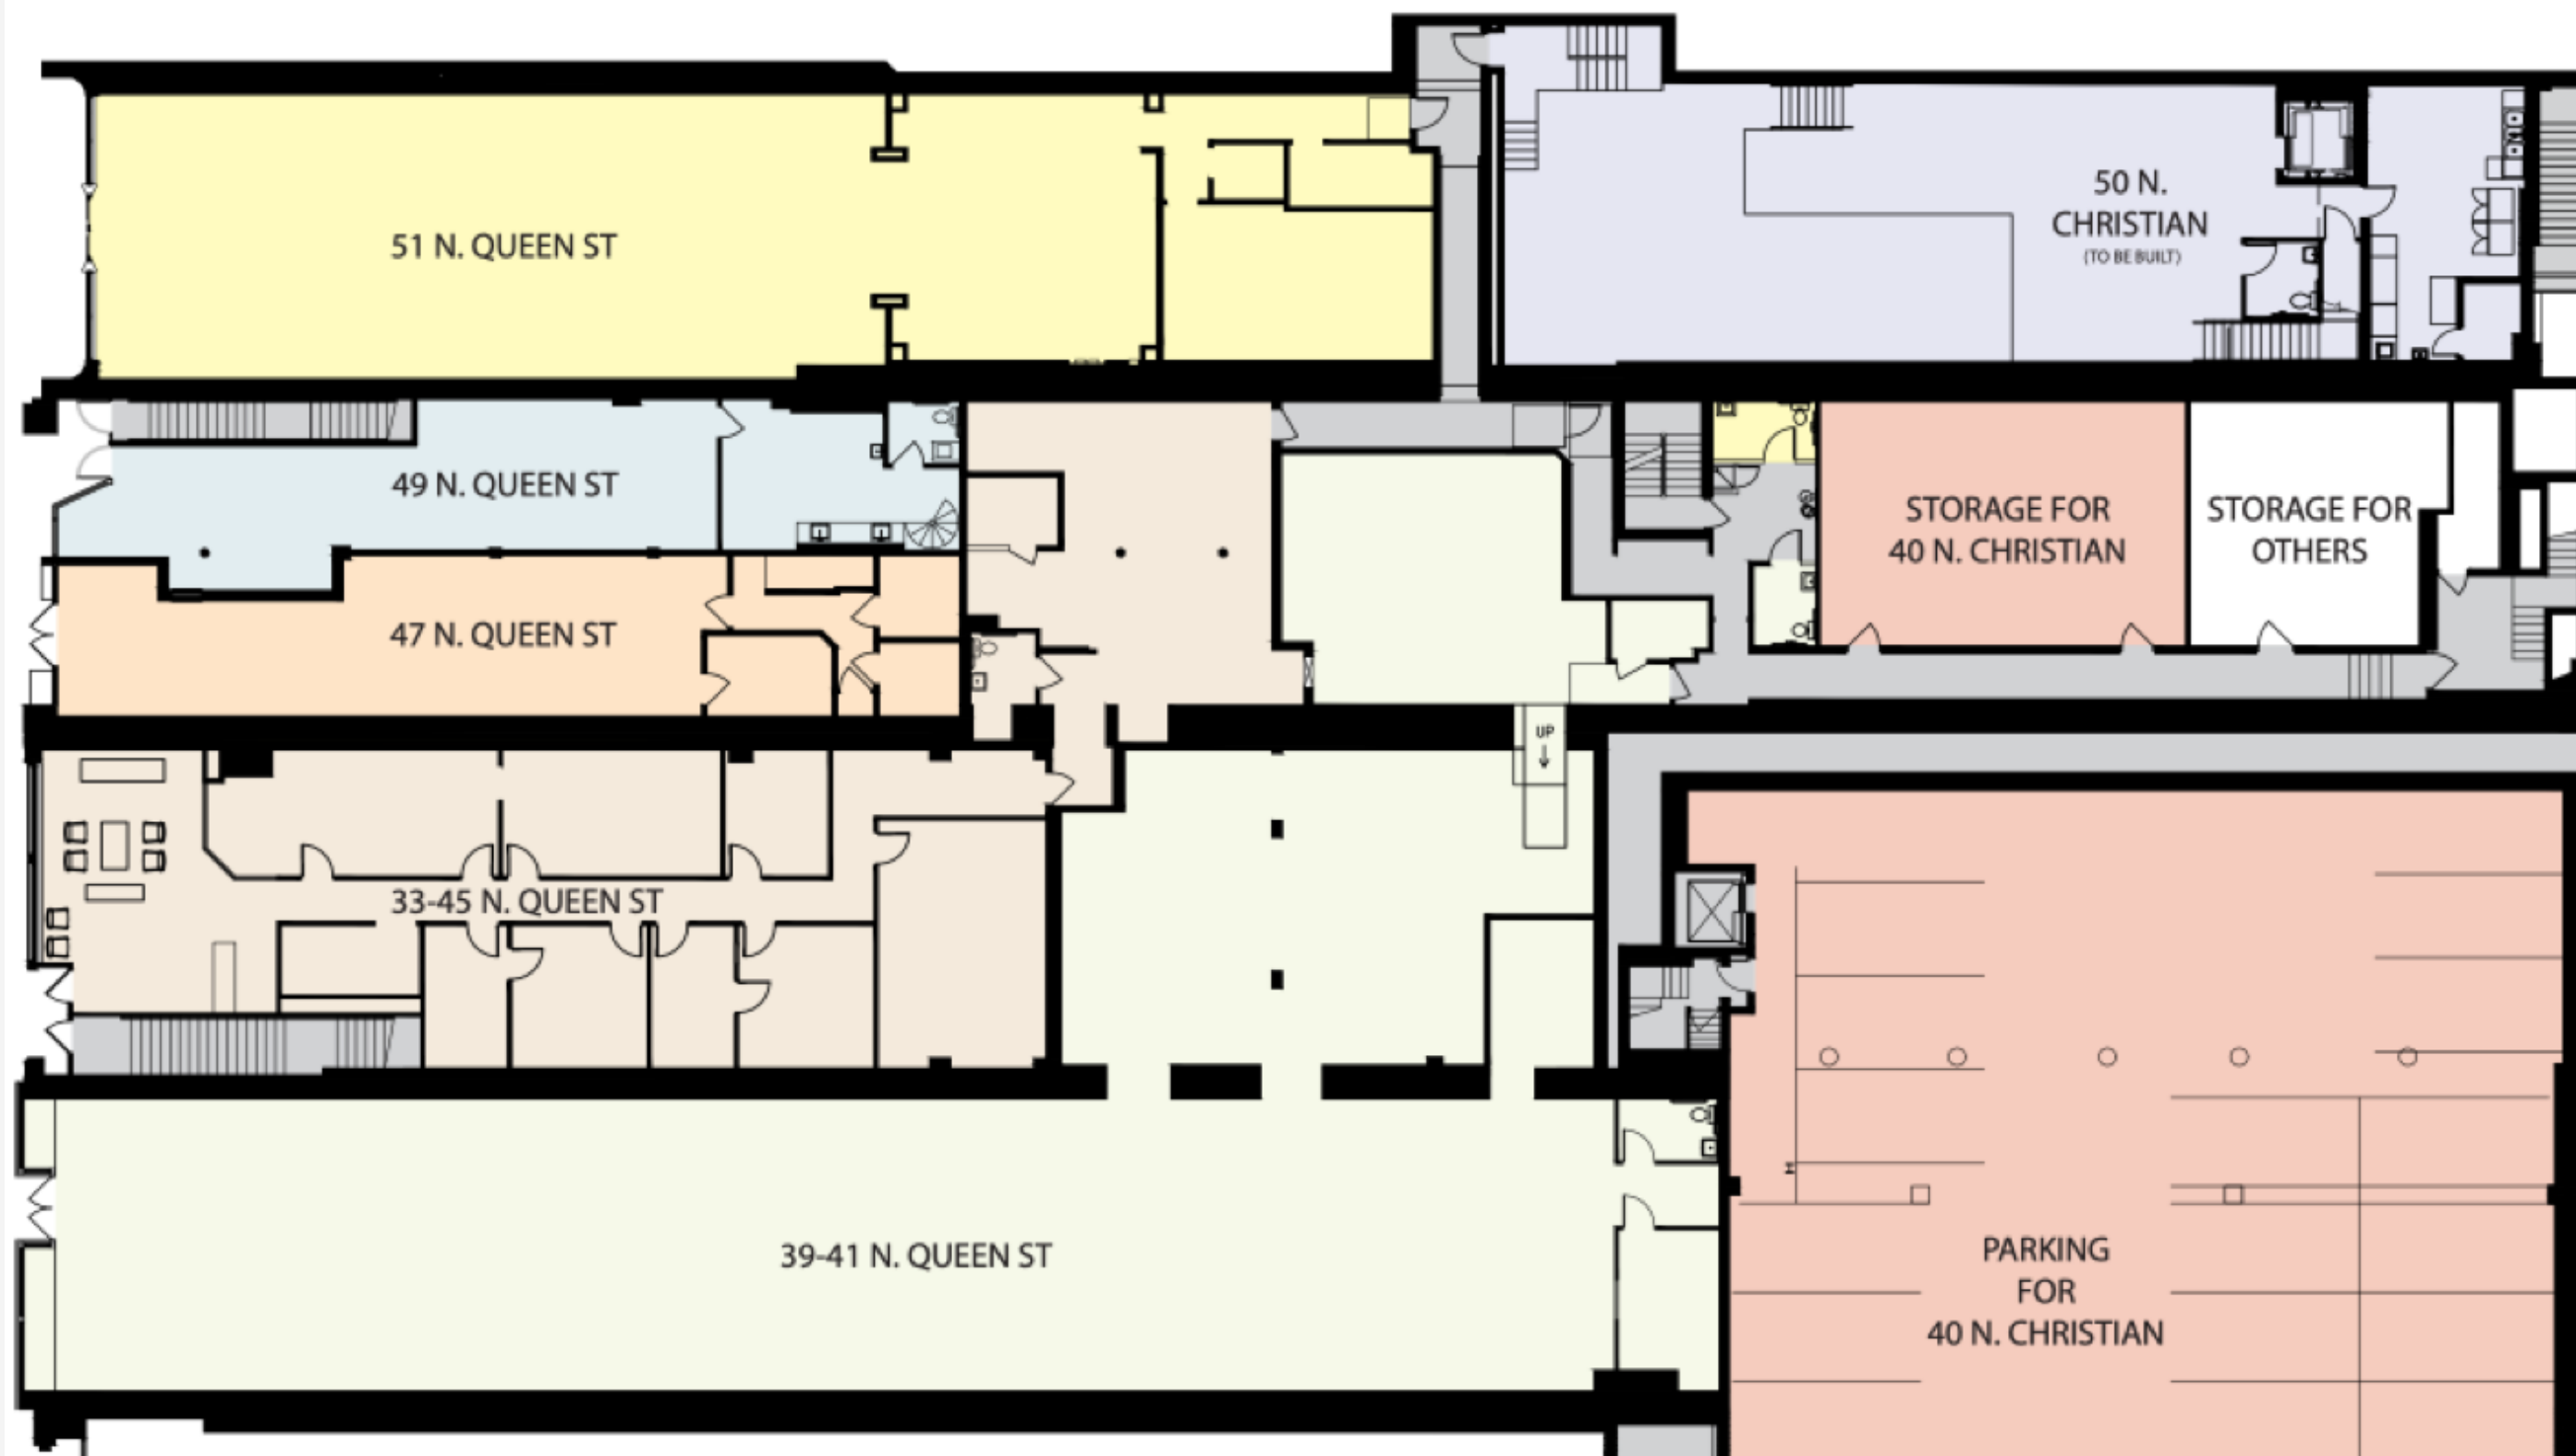 51 N. QUEEN ST
50 N.
CHRISTIAN
(TO BE BUILT)
49 N. QUEEN ST
STORAGE FOR
40 N. CHRISTIAN
STORAGE FOR
OTHERS
47 N. QUEEN ST
UP
33-45 N. QUEEN ST
39-41 N. QUEEN ST
PARKING
FOR
40 N. CHRISTIAN